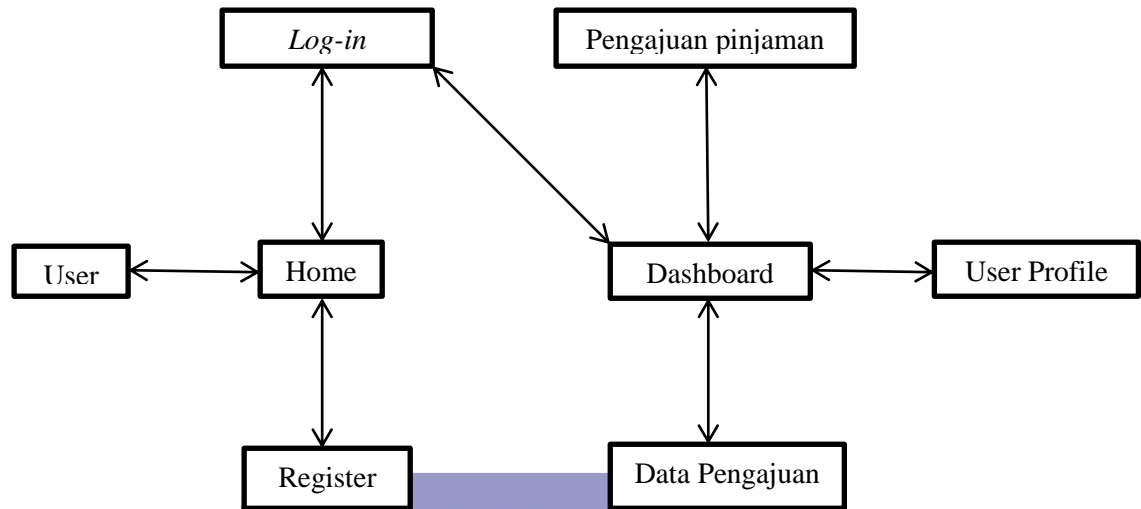 Log-in
Pengajuan pinjaman
User
Home
Dashboard
User Profile
Register
Data Pengajuan